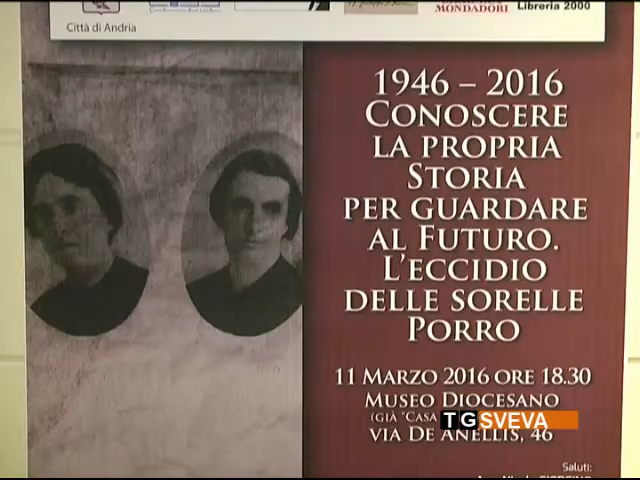 MONDADORI
Libreria 2000
Città di Andria
1946 – 2016
CONOSCERE
LA PROPRIA
STORIA
PER GUARDARE
AL FUTURO.
L'ECCIDIO
DELLE SORELLE
PORRO
11 MARZO 2016 ORE 18.30
MUSEO DIOCESANO
(GIÀ "CASA
TGSVEVA
VIA DE ANELLIS, 46
Saluti: